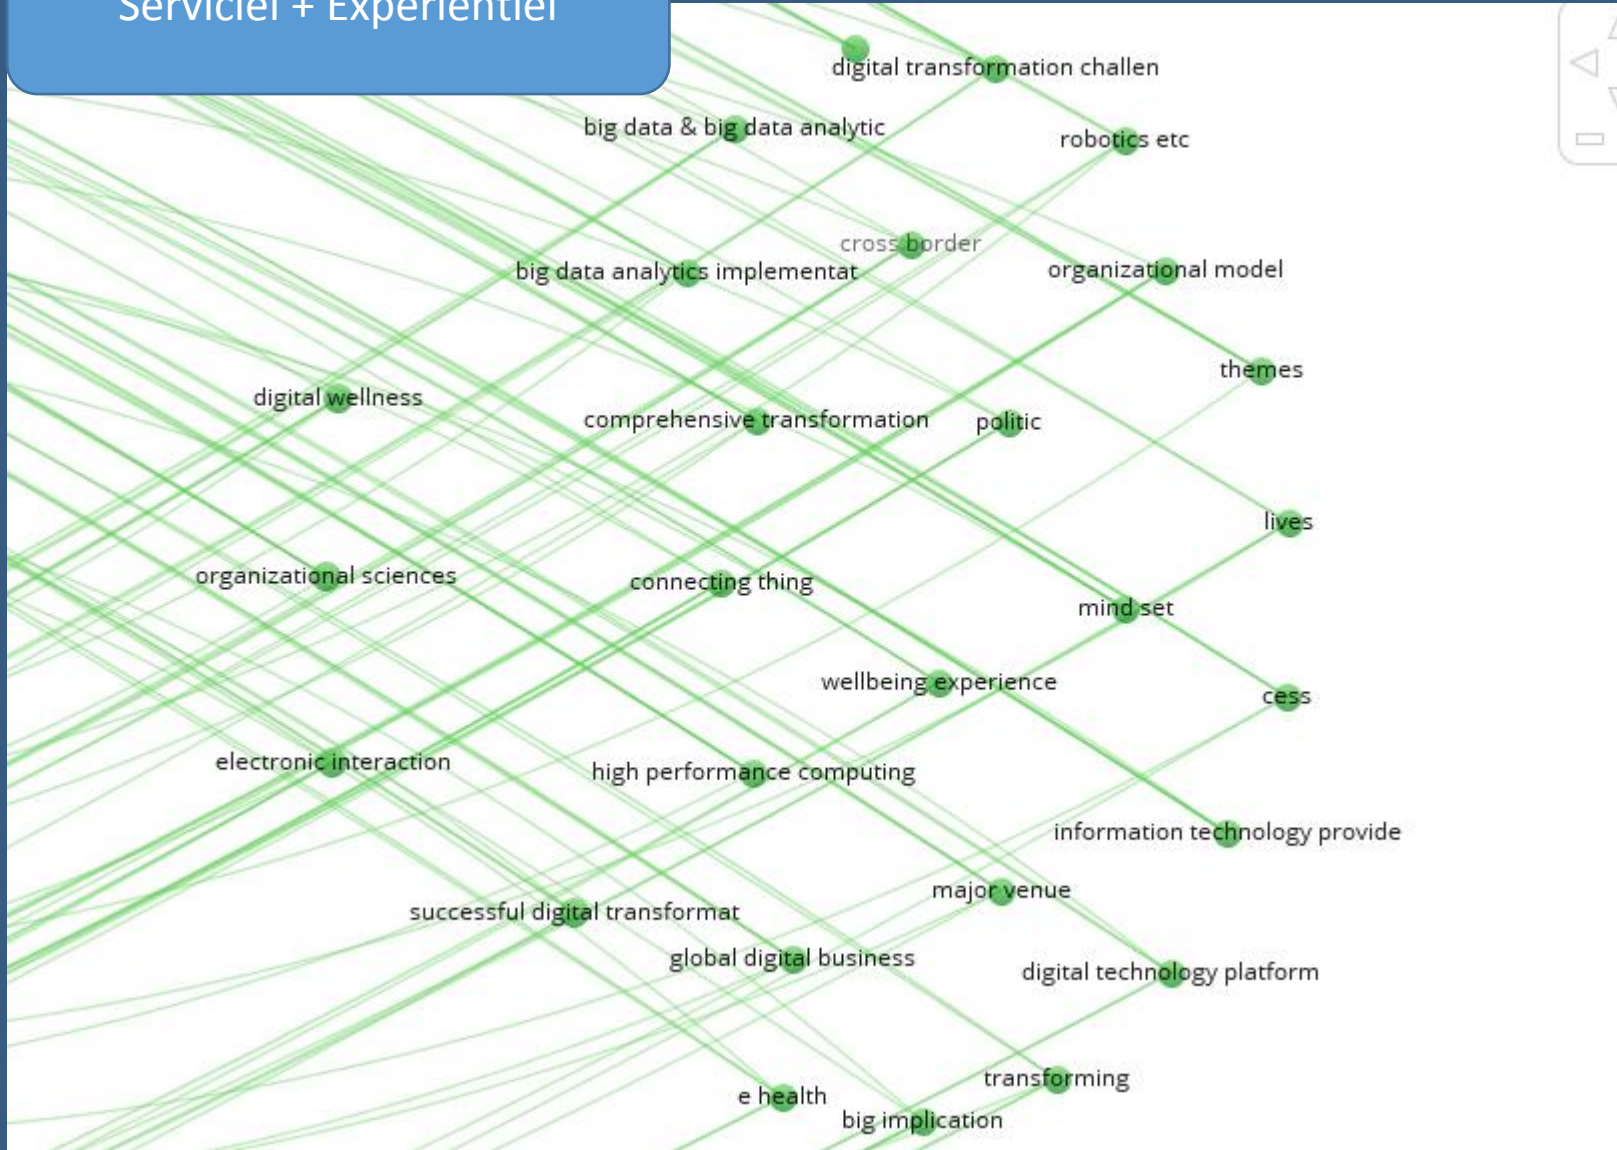 Serviciel + Expérientiel
digital transformation challen
big data & big data analytic
robotics etc
cross border
organizational model
big data analytics implementat
themes
digital wellness
comprehensive transformation
politic
lives
organizational sciences
connecting thing
mind set
wellbeing experience
cess
electronic interaction
high performance computing
information technology provide
major venue
successful digital transformat
global digital business
digital technology platform
transforming
e health
big implication